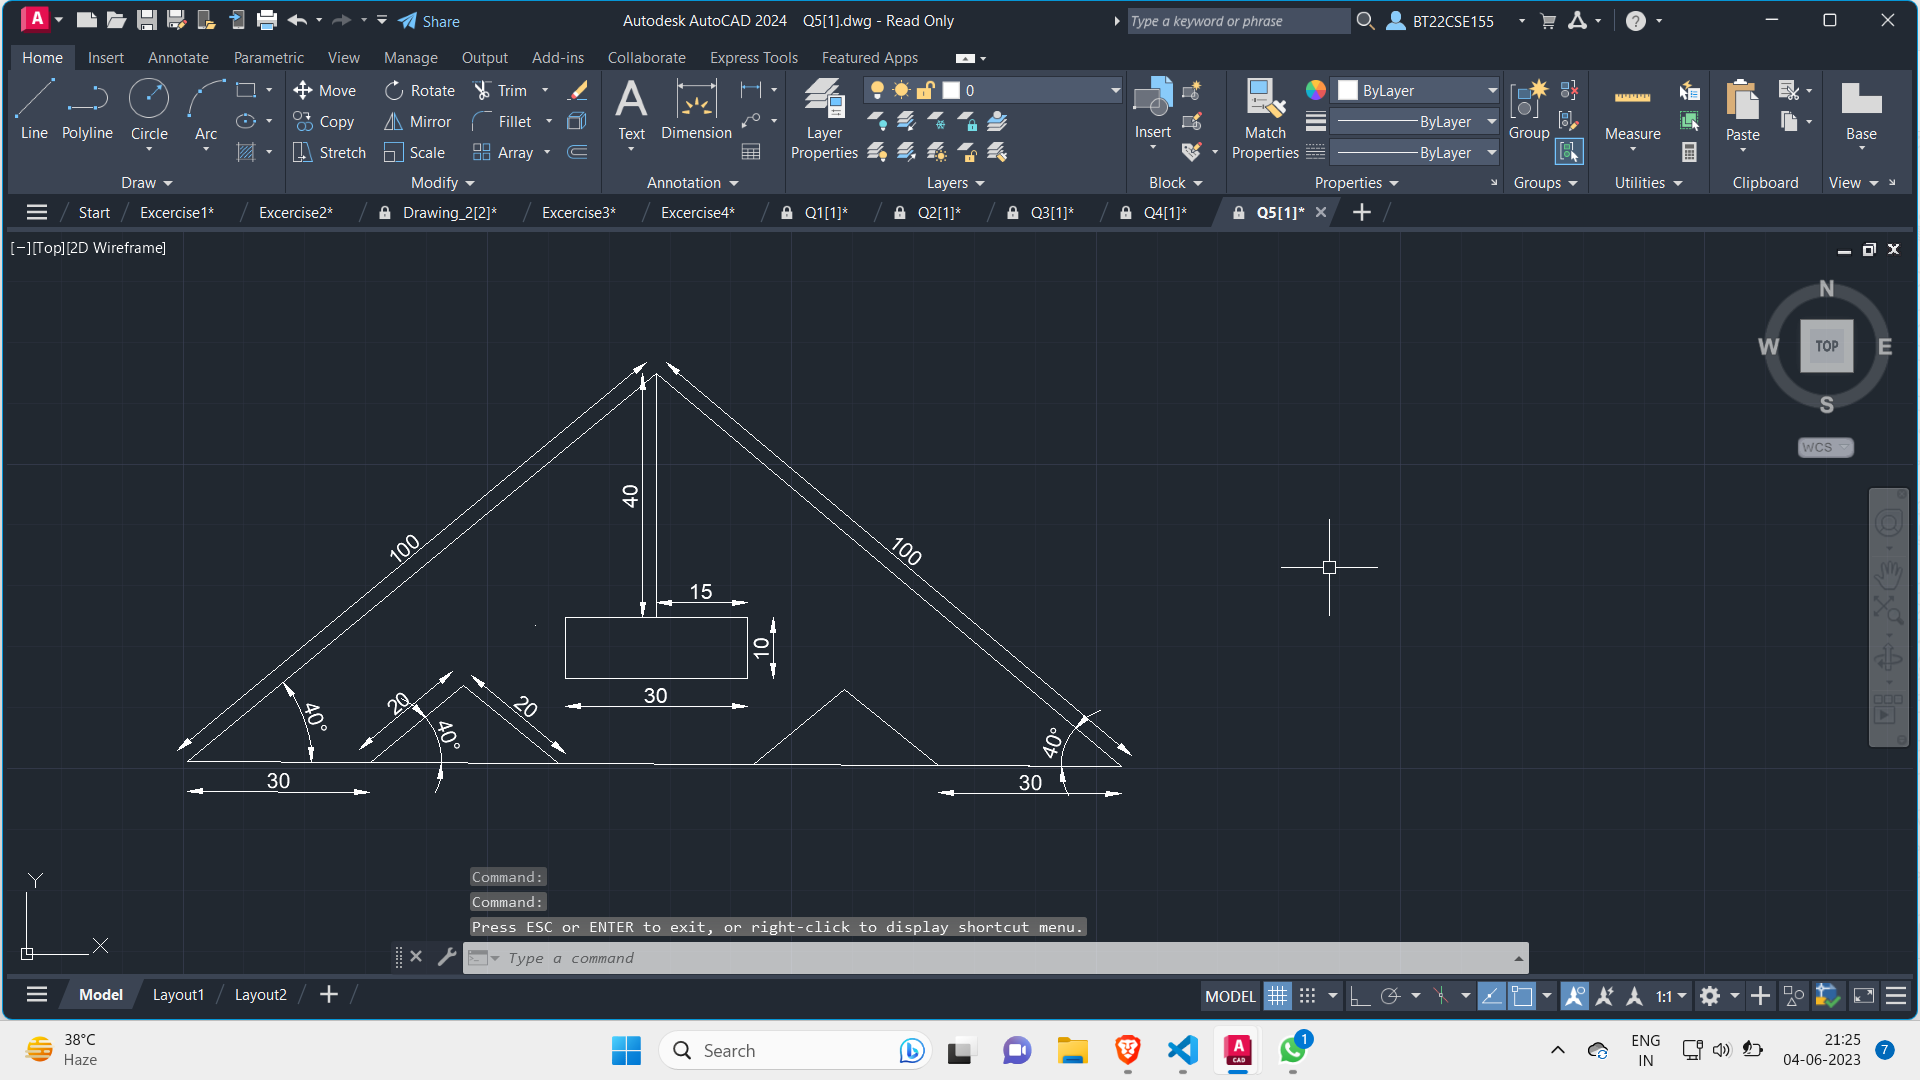 A
Share
Autodesk AutoCAD 2024 Q5[1].dwg - Read Only
Type a keyword or phrase
BT22CSE155
?
Home Insert Annotate Parametric View Manage Output Add-ins Collaborate Express Tools Featured Apps
Line Polyline Circle Arc
Move Rotate Trim
Copy Mirror Fillet
Stretch Scale Array
A
Text Dimension
Layer Properties
0
Insert
Match Properties
ByLayer
ByLayer
ByLayer
Group
Measure
Paste
Base
Draw Modify Annotation Layers Block Properties Groups Utilities Clipboard View
Start Excercise1* Excercise2* Drawing_2[2]* Excercise3* Excercise4* Q1[1]* Q2[1]* Q3[1]* Q4[1]* Q5[1]*
[−][Top][2D Wireframe]
N
W TOP E
S
WCS
40
100
100
15
10
30
20
20
40°
40°
40°
30
30
Y
X
Command:
Command:
Press ESC or ENTER to exit, or right-click to display shortcut menu.
Type a command
Model Layout1 Layout2
MODEL
1:1
38°C
Haze
Search
A
CAD
1
ENG
IN
21:25
04-06-2023
7